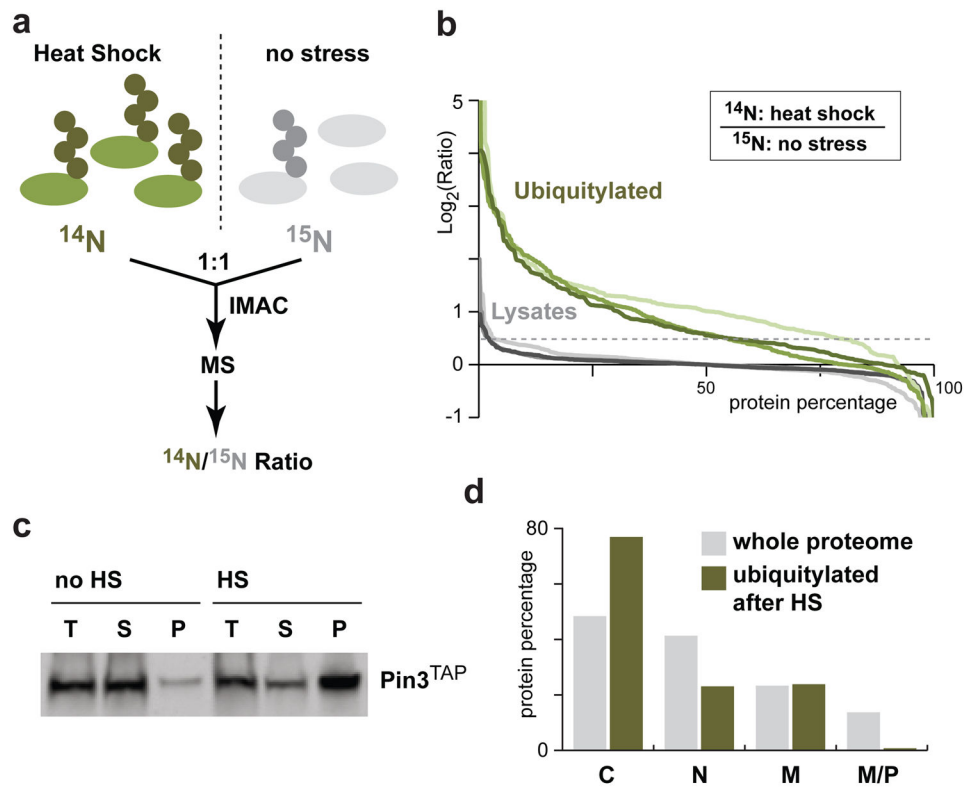 a
Heat Shock
no stress
14N
15N
1:1
IMAC
MS
14N/15N Ratio
b
5
Log2(Ratio)
14N: heat shock
15N: no stress
Ubiquitylated
Lysates
1
0
50
100
protein percentage
-1
c
no HS
HS
T S P T S P
Pin3TAP
d
80
protein percentage
whole proteome
ubiquitylated
after HS
0
C N M M/P